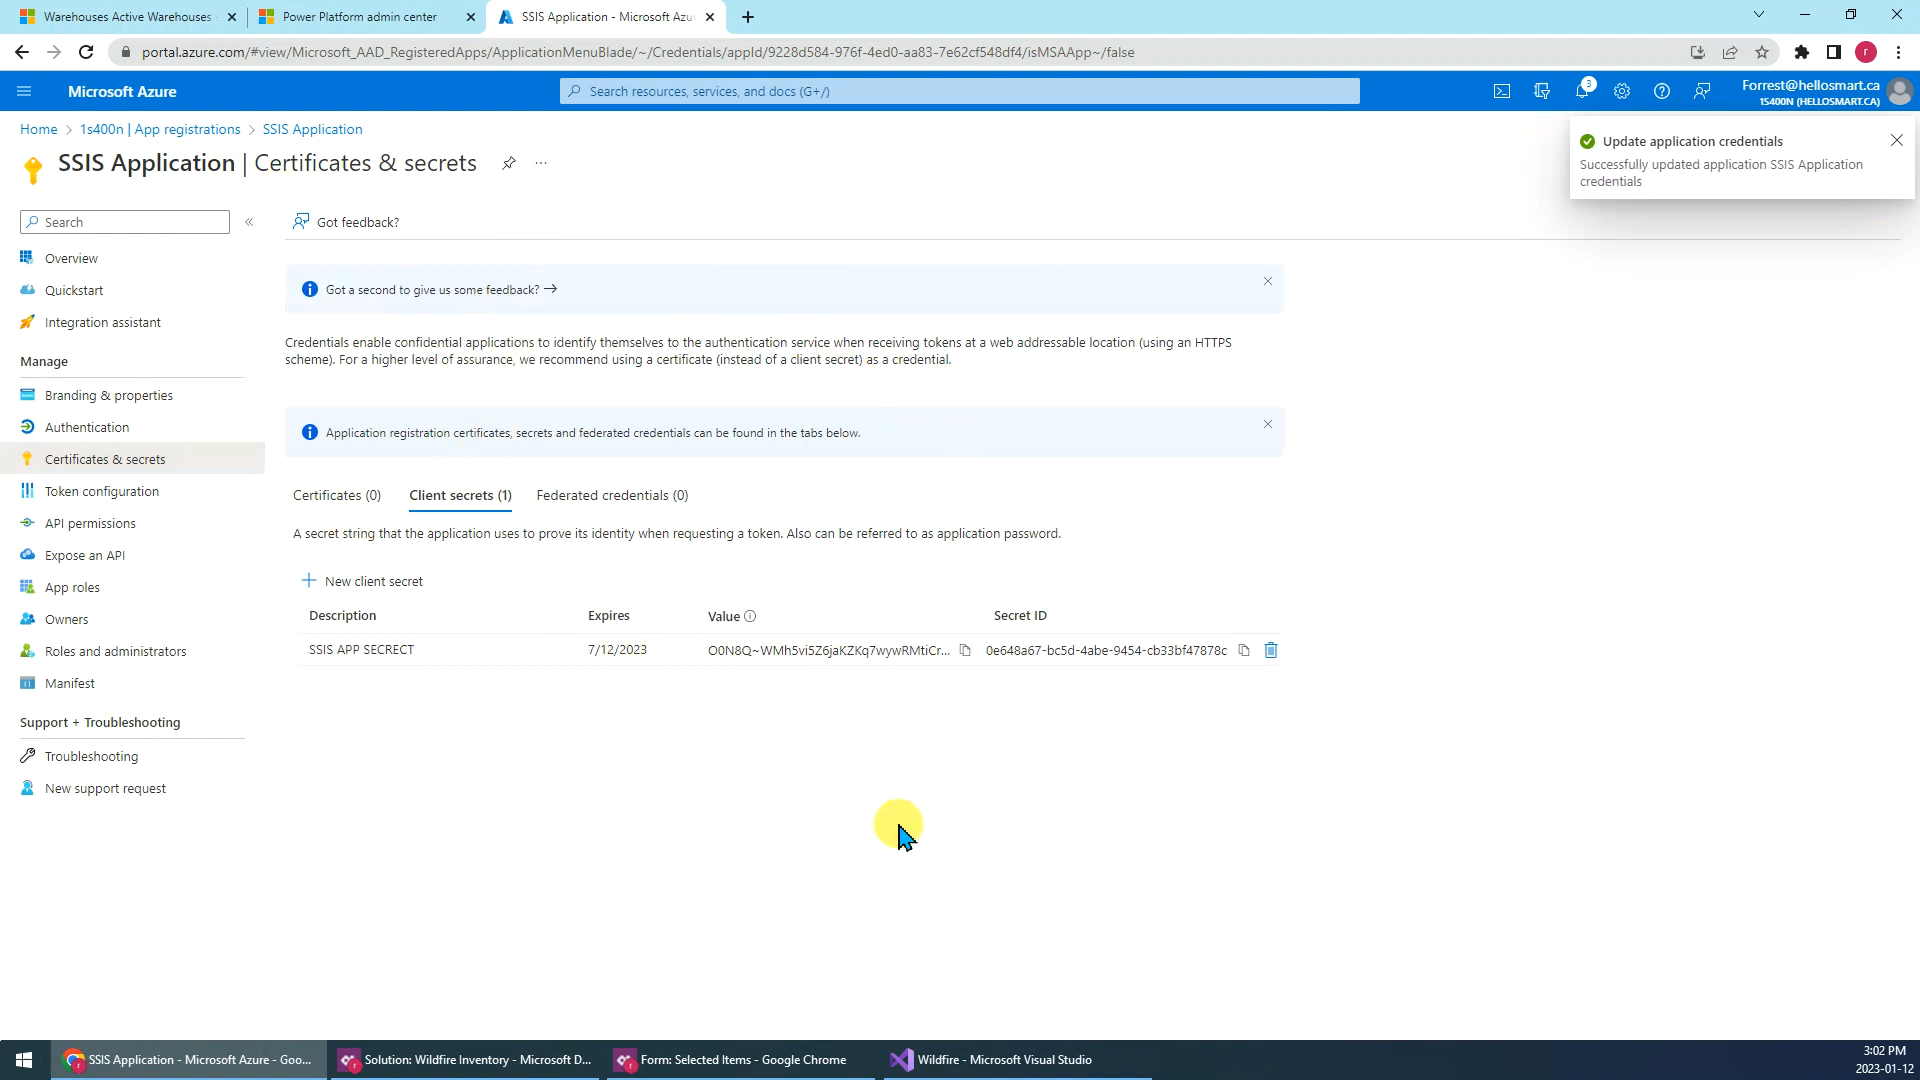 Warehouses Active Warehouses
Power Platform admin center
SSIS Application - Microsoft Azu
portal.azure.com/#view/Microsoft_AAD_RegisteredApps/ApplicationMenuBlade/~/Credentials/appId/9228d584-976f-4ed0-aa83-7e62cf548df4/isMSAApp~/false
r
Microsoft Azure
Search resources, services, and docs (G+/)
3
Forrest@hellosmart.ca
1S400N (HELLOSMART.CA)
Home > 1s400n | App registrations > SSIS Application
SSIS Application | Certificates & secrets
Update application credentials
Successfully updated application SSIS Application
credentials
Search
Got feedback?
Overview
Quickstart
Integration assistant
Manage
Branding & properties
Authentication
Certificates & secrets
Token configuration
API permissions
Expose an API
App roles
Owners
Roles and administrators
Manifest
Support + Troubleshooting
Troubleshooting
New support request
Got a second to give us some feedback?
Credentials enable confidential applications to identify themselves to the authentication service when receiving tokens at a web addressable location (using an HTTPS
scheme). For a higher level of assurance, we recommend using a certificate (instead of a client secret) as a credential.
Application registration certificates, secrets and federated credentials can be found in the tabs below.
Certificates (0) Client secrets (1) Federated credentials (0)
A secret string that the application uses to prove its identity when requesting a token. Also can be referred to as application password.
New client secret
Description Expires Value Secret ID
SSIS APP SECRECT 7/12/2023 O0N8Q~WMh5vi5Z6jaKZKq7wywRMtiCr... 0e648a67-bc5d-4abe-9454-cb33bf47878c
SSIS Application - Microsoft Azure - Goo...
Solution: Wildfire Inventory - Microsoft D...
Form: Selected Items - Google Chrome
Wildfire - Microsoft Visual Studio
3:02 PM
2023-01-12